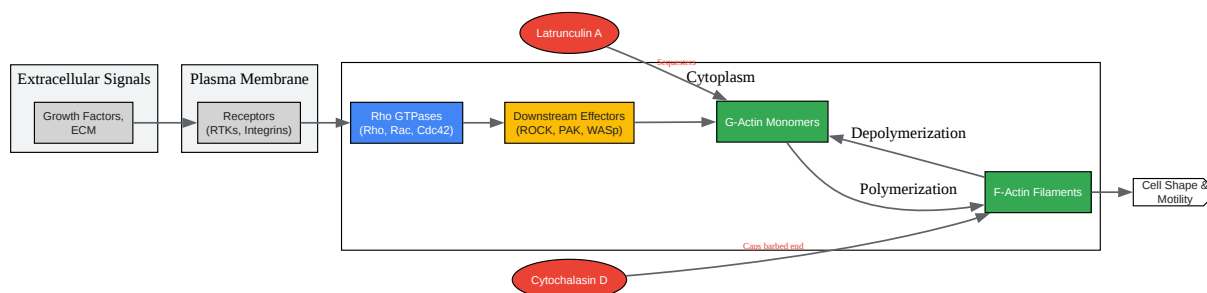 Latrunculin A
Sequesters
Cytoplasm
Extracellular Signals
Growth Factors,
ECM
Plasma Membrane
Receptors
(RTKs, Integrins)
Rho GTPases
(Rho, Rac, Cdc42)
Downstream Effectors
(ROCK, PAK, WASp)
G-Actin Monomers
Depolymerization
Polymerization
F-Actin Filaments
Cell Shape &
Motility
Caps barbed end
Cytochalasin D